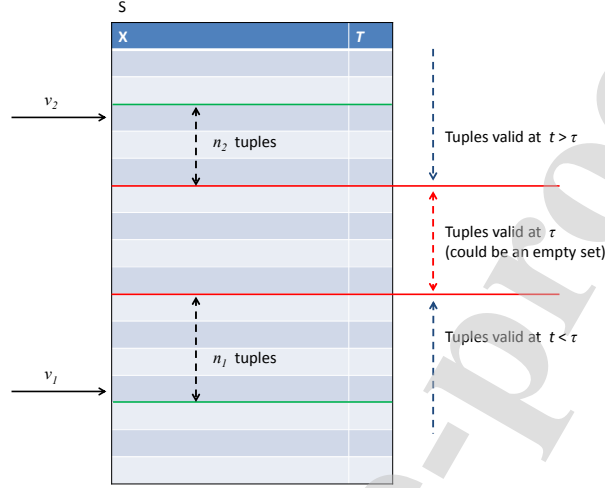 S
X T
v2
n2 tuples
Tuples valid at t > τ
Tuples valid at τ
(could be an empty set)
n1 tuples
Tuples valid at t < τ
v1
e-pro